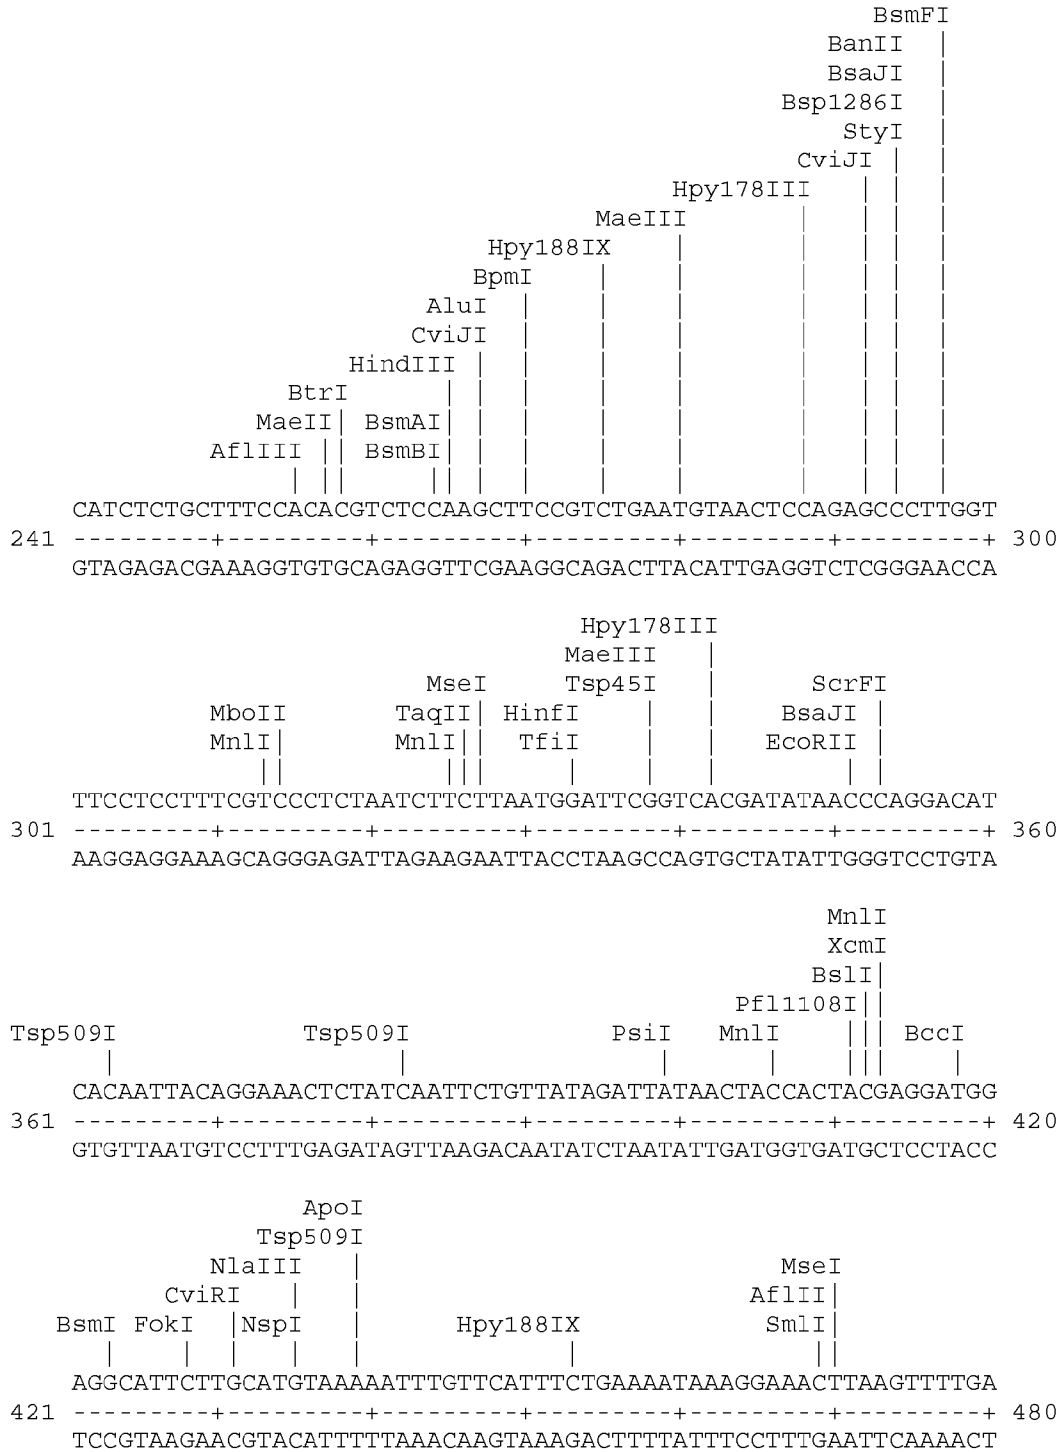 BsmFI
BanII |
BsaJI |
Bsp1286I |
StyI |
CviJI | |
Hpy178III | | |
MaeIII | | | |
Hpy188IX | | | | |
BpmI | | | | | |
AluI | | | | | | |
CviJI | | | | | | |
HindIII | | | | | | | |
BtrI | | | | | | | | |
MaeII| BsmAI| | | | | | | |
AflIII || BsmBI| | | | | | | |
| || || | | | | | | | |
CATCTCTGCTTTCCACACGTCTCCAAGCTTCCGTCTGAATGTAACTCCAGAGCCCTTGGT
241 ---------+---------+---------+---------+---------+---------+ 300
GTAGAGACGAAAGGTGTGCAGAGGTTCGAAGGCAGACTTACATTGAGGTCTCGGGAACCA
Hpy178III
MaeIII |
MseI Tsp45I | ScrFI
MboII TaqII| HinfI | | BsaJI |
MnlI| MnlI|| TfiI | | EcoRII |
|| ||| | | | | |
TTCCTCCTTTCGTCCCTCTAATCTTCTTAATGGATTCGGTCACGATATAACCCAGGACAT
301 ---------+---------+---------+---------+---------+---------+ 360
AAGGAGGAAAGCAGGGAGATTAGAAGAATTACCTAAGCCAGTGCTATATTGGGTCCTGTA
MnlI
XcmI
BslI|
Pfl1108I||
Tsp509I Tsp509I PsiI MnlI ||| BccI
| | | | ||| |
CACAATTACAGGAAACTCTATCAATTCTGTTATAGATTATAACTACCACTACGAGGATGG
361 ---------+---------+---------+---------+---------+---------+ 420
GTGTTAATGTCCTTTGAGATAGTTAAGACAATATCTAATATTGATGGTGATGCTCCTACC
ApoI
Tsp509I
NlaIII | MseI
CviRI | | AflII|
BsmI FokI |NspI | Hpy188IX SmlI|
| | | | | | ||
AGGCATTCTTGCATGTAAAAATTTGTTCATTTCTGAAAATAAAGGAAACTTAAGTTTTGA
421 ---------+---------+---------+---------+---------+---------+ 480
TCCGTAAGAACGTACATTTTTAAACAAGTAAAGACTTTTATTTCCTTTGAATTCAAAACT